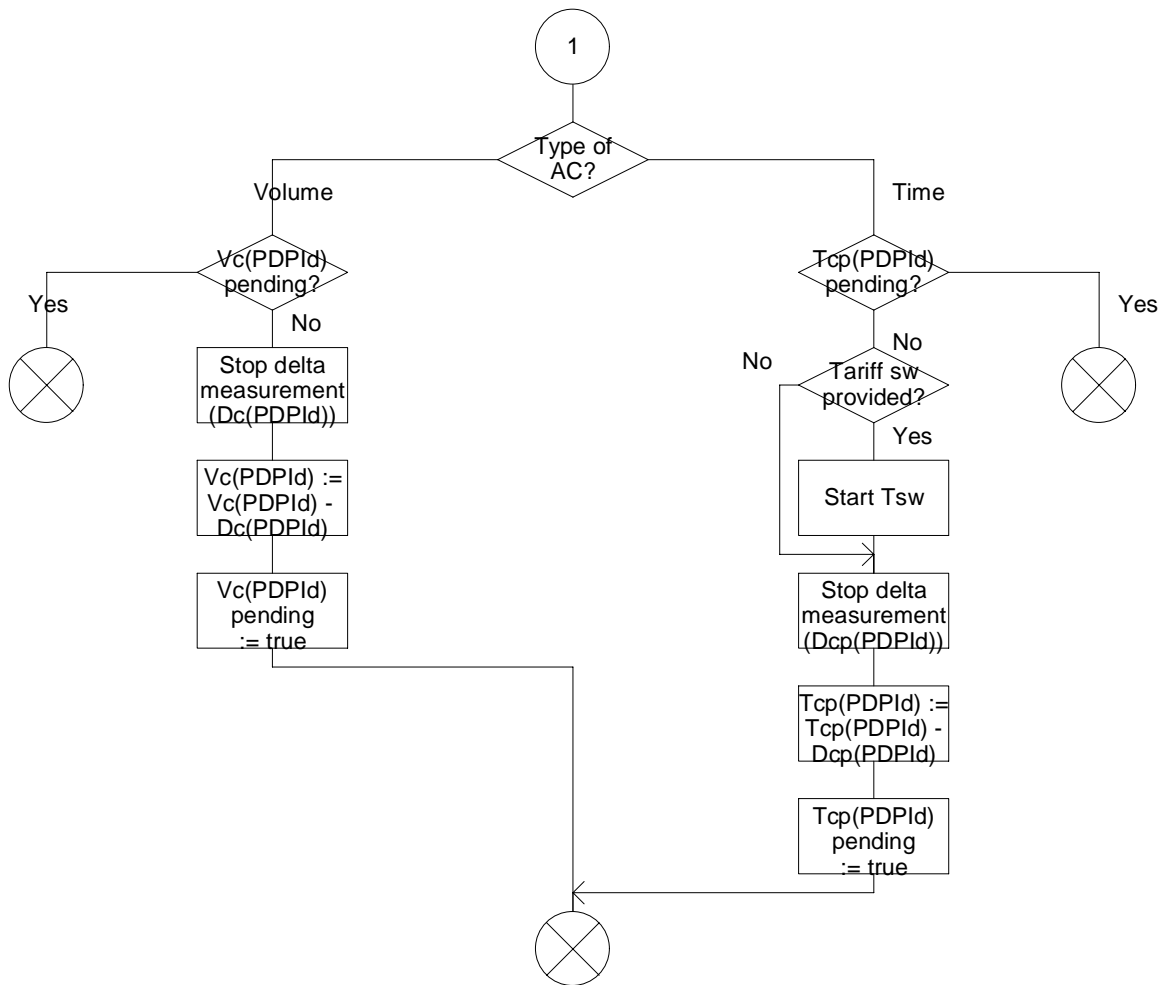 1
Type of
AC?
Volume
Time
Vc(PDPId)
pending?
Tcp(PDPId)
pending?
Yes
No
Yes
Stop delta
measurement
(Dc(PDPId))
No
No
Tariff sw
provided?
Yes
Vc(PDPId) :=
Vc(PDPId) -
Dc(PDPId)
Start Tsw
Vc(PDPId)
pending
:= true
Stop delta
measurement
(Dcp(PDPId))
Tcp(PDPId) :=
Tcp(PDPId) -
Dcp(PDPId)
Tcp(PDPId)
pending
:= true